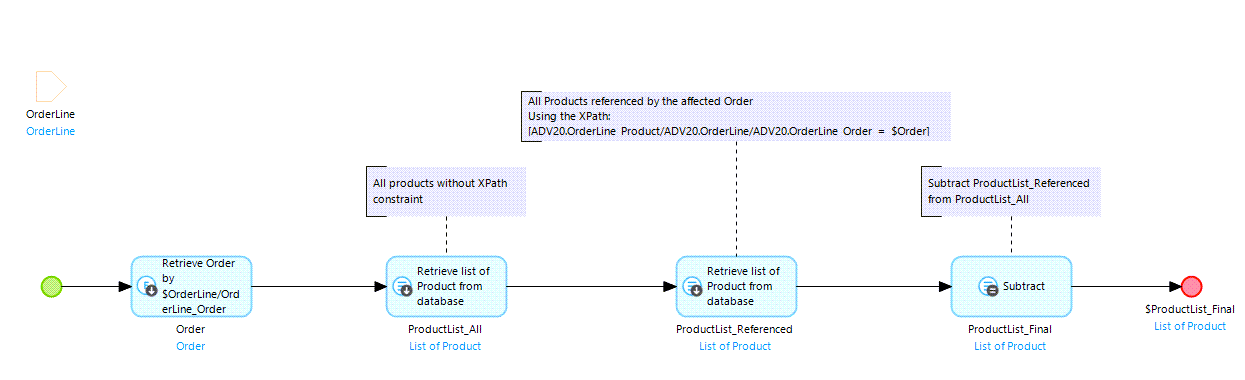 OrderLine
OrderLine
All Products referenced by the affected Order
Using the XPath:
[ADV20.OrderLine_Product/ADV20.OrderLine/ADV20.OrderLine_Order = $Order]
All products without XPath
constraint
Subtract ProductList_Referenced
from ProductList_All
Retrieve Order
by
$OrderLine/Ord
erLine_Order
Order
Order
Retrieve list of
Product from
database
ProductList_All
List of Product
Retrieve list of
Product from
database
ProductList_Referenced
List of Product
Subtract
ProductList_Final
List of Product
$ProductList_Final
List of Product